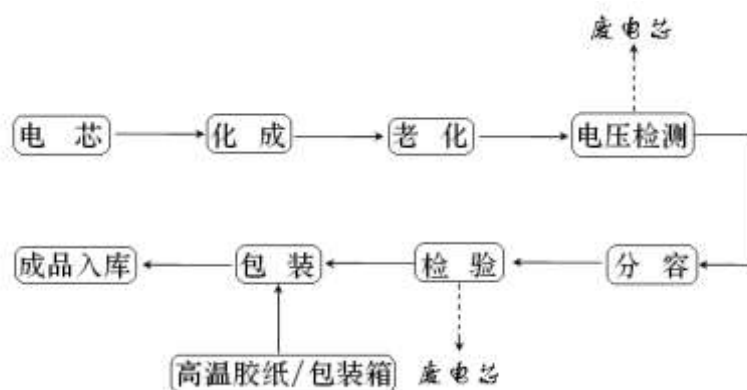 废电芯
电 芯
化 成
老 化
电压检测
成品入库
包 装
检 验
分 容
高温胶纸/包装箱
废电芯